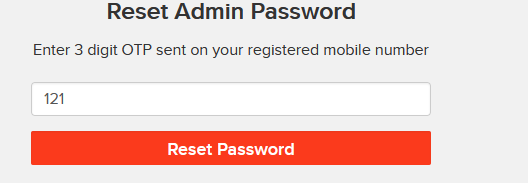 Reset Admin Password
Enter 3 digit OTP sent on your registered mobile number
121
Reset Password